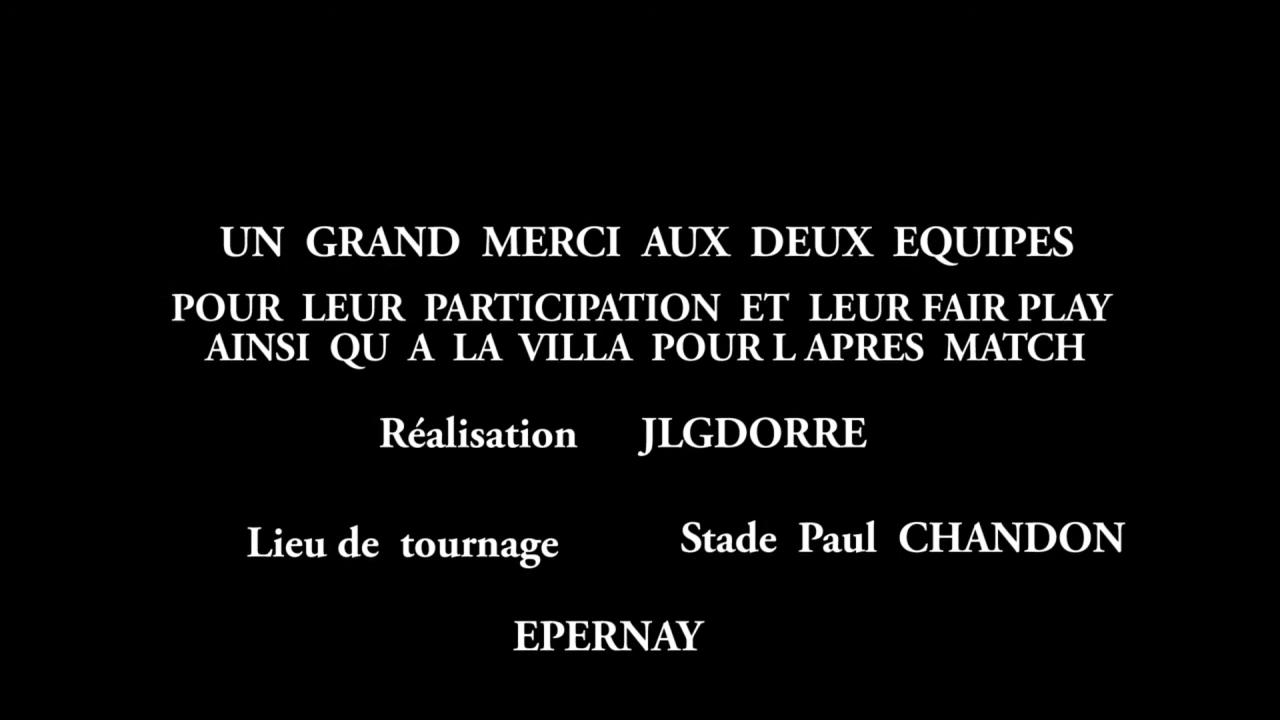 UN GRAND MERCI AUX DEUX EQUIPES
POUR LEUR PARTICIPATION ET LEUR FAIR PLAY
AINSI QU A LA VILLA POUR L APRES MATCH
Réalisation JLGDORRE
Lieu de tournage Stade Paul CHANDON
EPERNAY